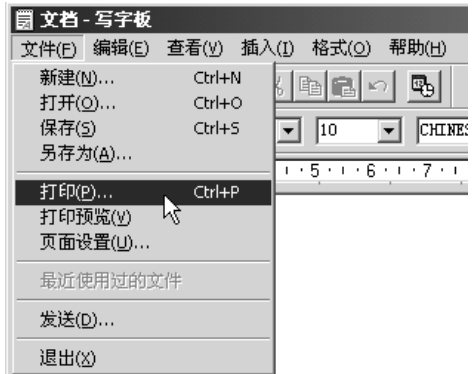 文档 - 写字板
文件(F) 编辑(E) 查看(V) 插入(I) 格式(O) 帮助(H)
新建(N)... Ctrl+N
打开(O)... Ctrl+O
保存(S) Ctrl+S
另存为(A)...
10 CHINES
5 6 7
打印(P)... Ctrl+P
打印预览(V)
页面设置(U)...
最近使用过的文件
发送(D)...
退出(X)